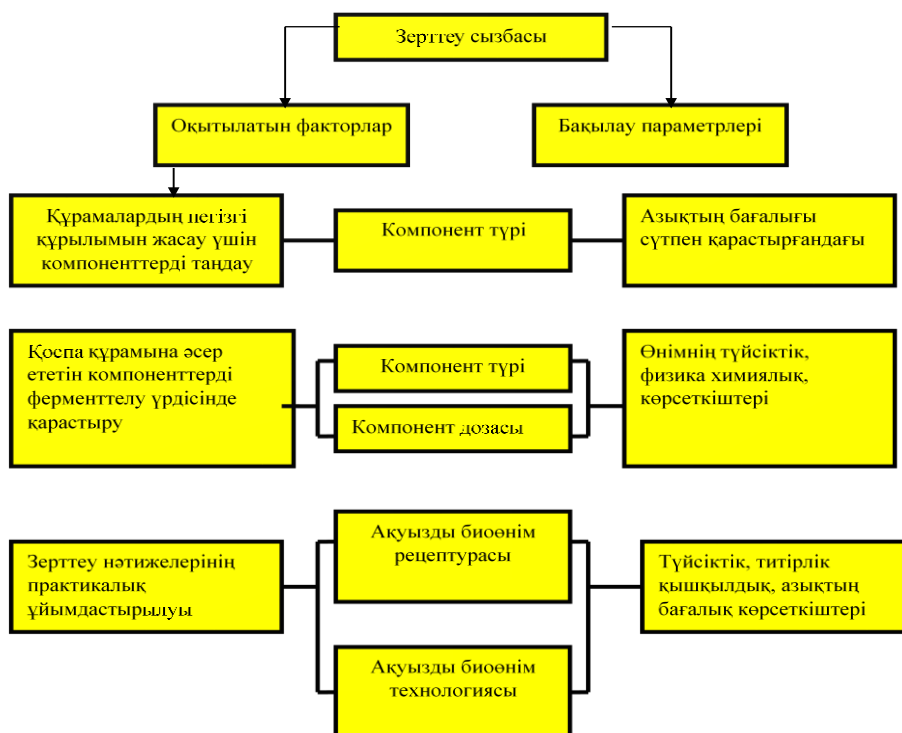 Зерттеу сызбасы
Оқытылатын факторлар
Бақылау параметрлері
Құрамалардың негізгі
құрылымын жасау үшін
компоненттерді таңдау
Компонент түрі
Азықтың бағалығы
сүтпен қарастырғандағы
Қоспа құрамына әсер
ететін компоненттерді
ферменттелу үрдісінде
қарастыру
Компонент түрі
Компонент дозасы
Өнімнің түйсіктік,
физика химиялық,
көрсеткіштері
Зерттеу нәтижелерінің
практикалық
ұйымдастырылуы
Ақуызды биоөнім
рецептурасы
Ақуызды биоөнім
технологиясы
Түйсіктік, титірлік
қышқылдық, азықтың
бағалық көрсеткіштері